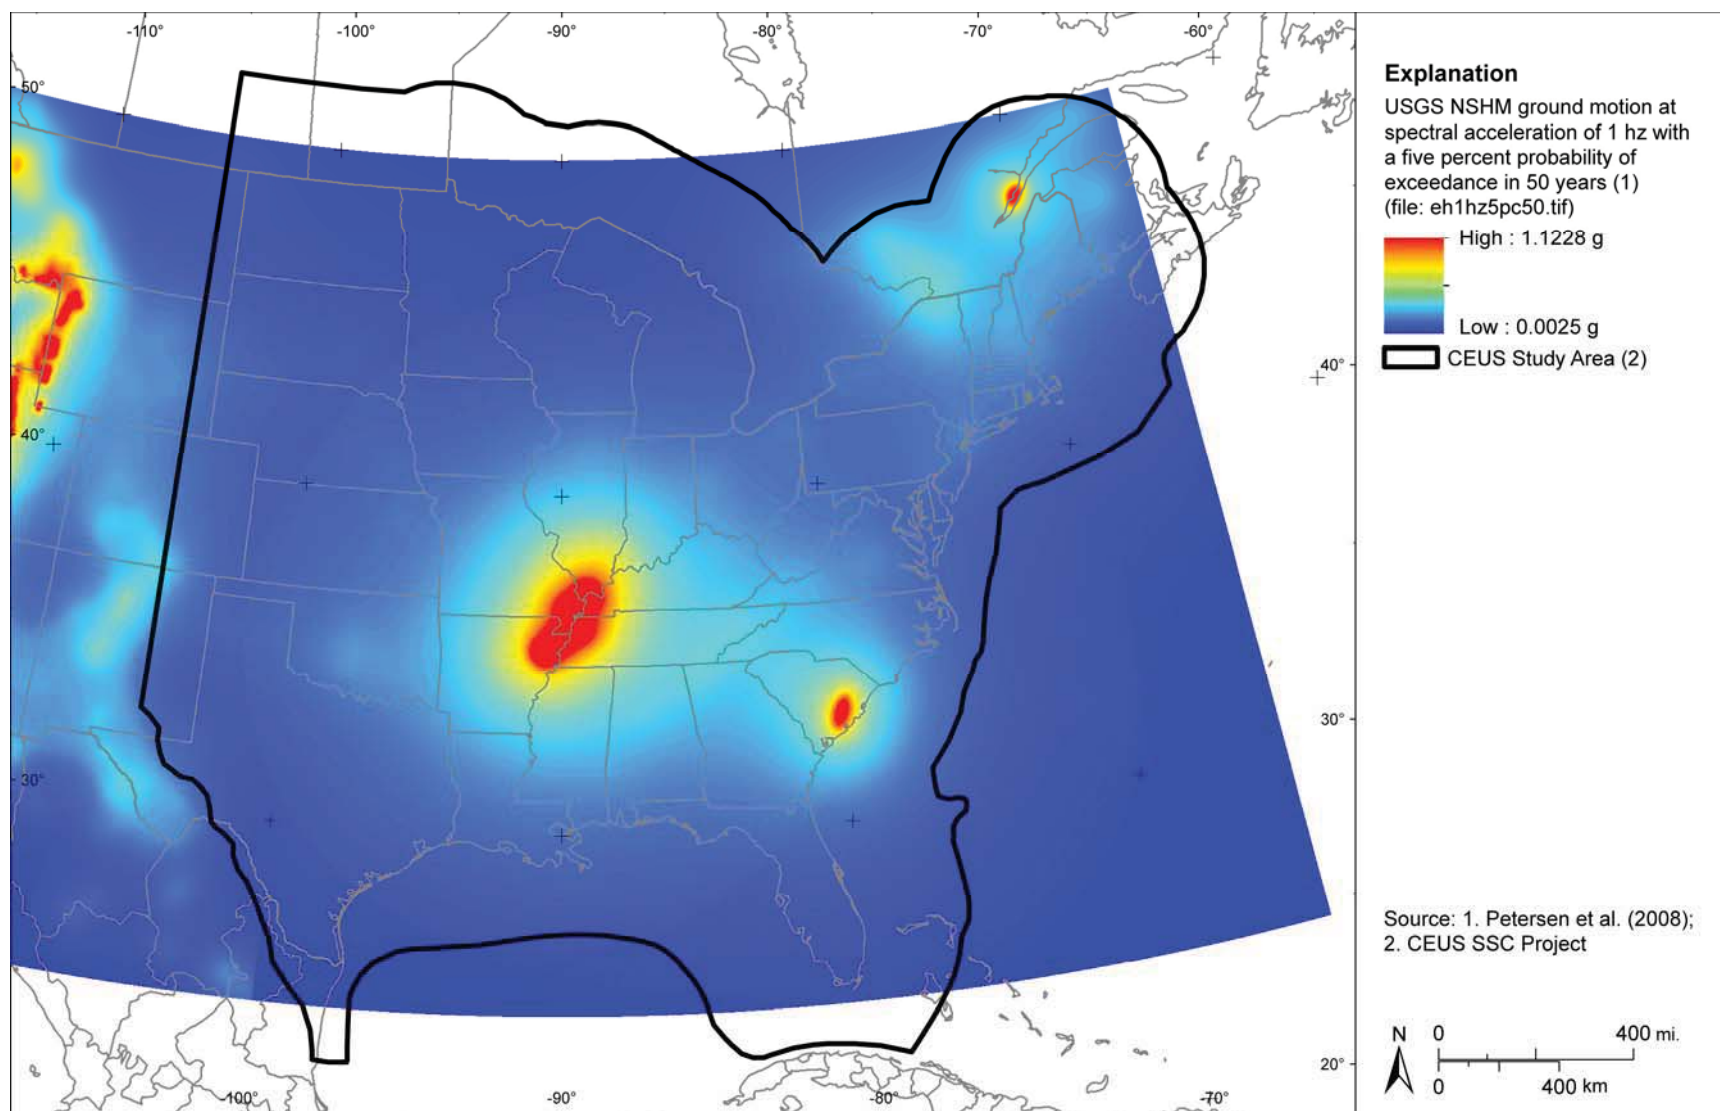 -110°
-100°
-90°
-80°
-70°
-60°
50°
40°
30°
40°
30°
20°
-100°
-90°
-80°
-70°
Explanation
USGS NSHM ground motion at
spectral acceleration of 1 hz with
a five percent probability of
exceedance in 50 years (1)
(file: eh1hz5pc50.tif)
High : 1.1228 g
Low : 0.0025 g
CEUS Study Area (2)
Source: 1. Petersen et al. (2008);
2. CEUS SSC Project
N
0 400 mi.
0 400 km